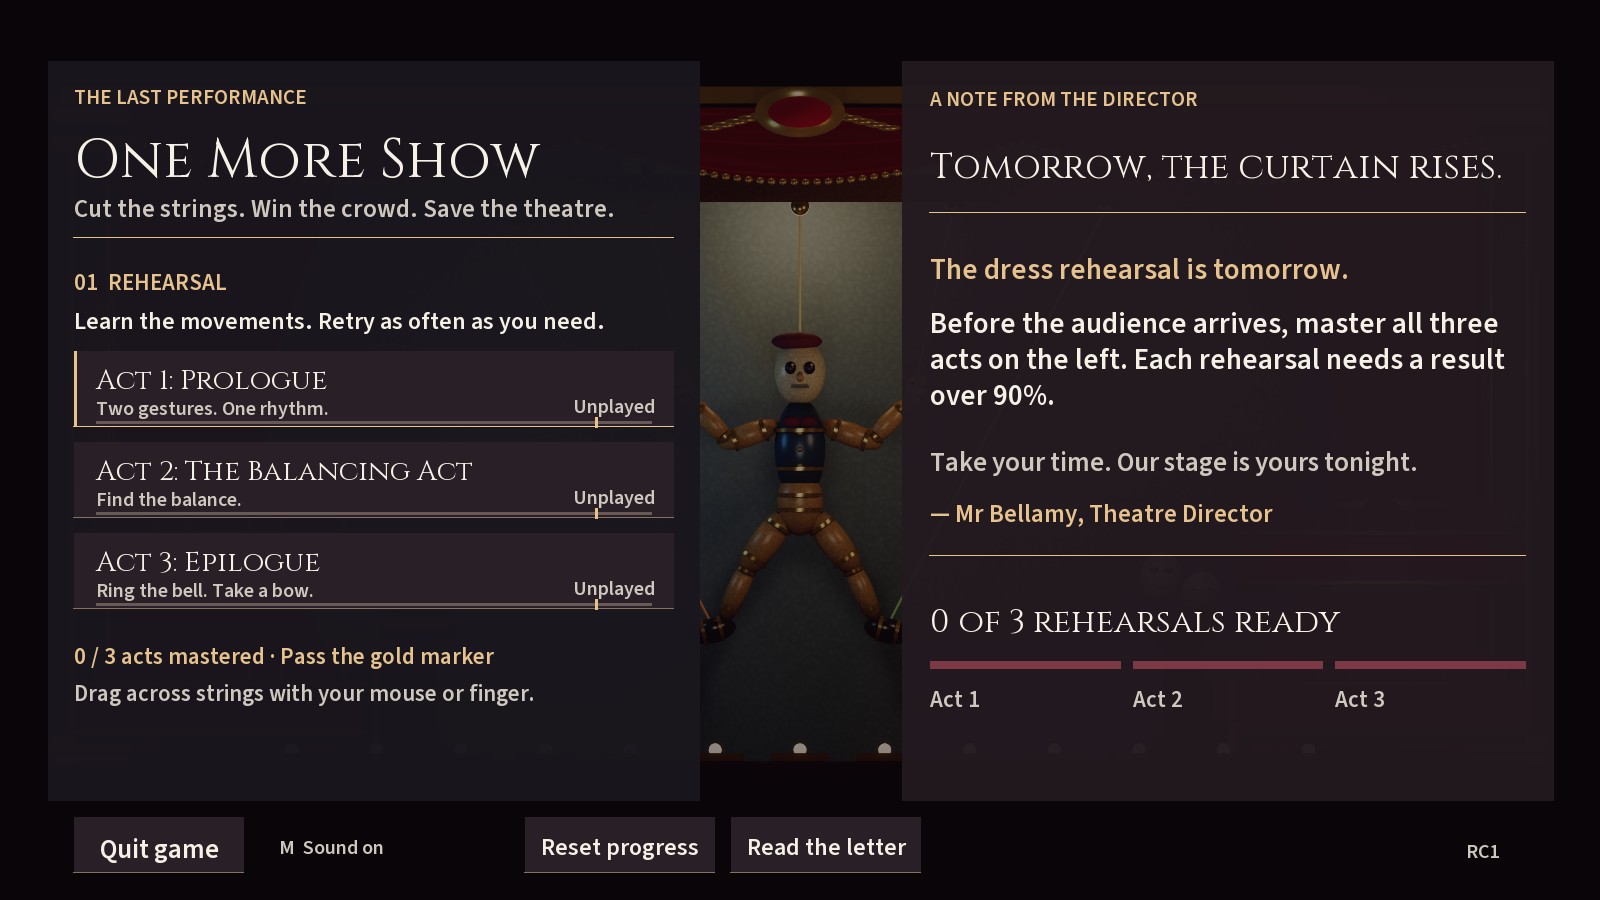 THE LAST PERFORMANCE
One More Show
Cut the strings. Win the crowd. Save the theatre.
01 REHEARSAL
Learn the movements. Retry as often as you need.
Act 1: Prologue
Two gestures. One rhythm.
Unplayed
Act 2: The Balancing Act
Find the balance.
Unplayed
Act 3: Epilogue
Ring the bell. Take a bow.
Unplayed
0 / 3 acts mastered · Pass the gold marker
Drag across strings with your mouse or finger.
A NOTE FROM THE DIRECTOR
Tomorrow, the curtain rises.
The dress rehearsal is tomorrow.
Before the audience arrives, master all three
acts on the left. Each rehearsal needs a result
over 90%.
Take your time. Our stage is yours tonight.
— Mr Bellamy, Theatre Director
0 of 3 rehearsals ready
Act 1
Act 2
Act 3
Quit game
M Sound on
Reset progress
Read the letter
RC1